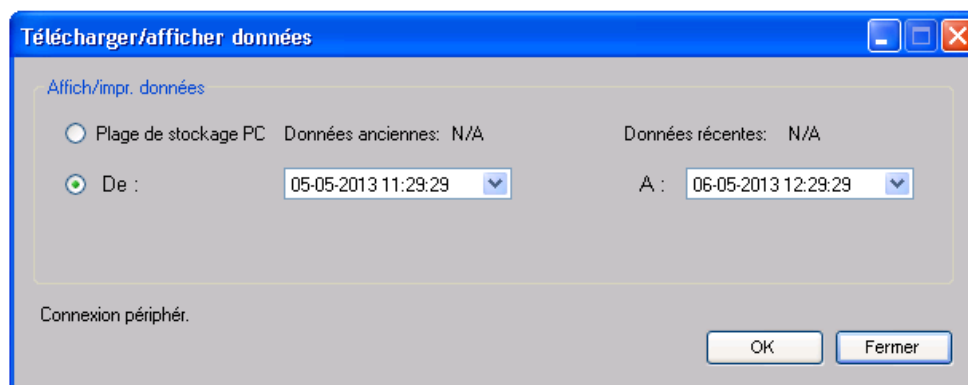 Télécharger/afficher données
Affich/impr. données
Plage de stockage PC Données anciennes: N/A Données récentes: N/A
De : 05-05-2013 11:29:29 A : 06-05-2013 12:29:29
Connexion périphér.
OK Fermer